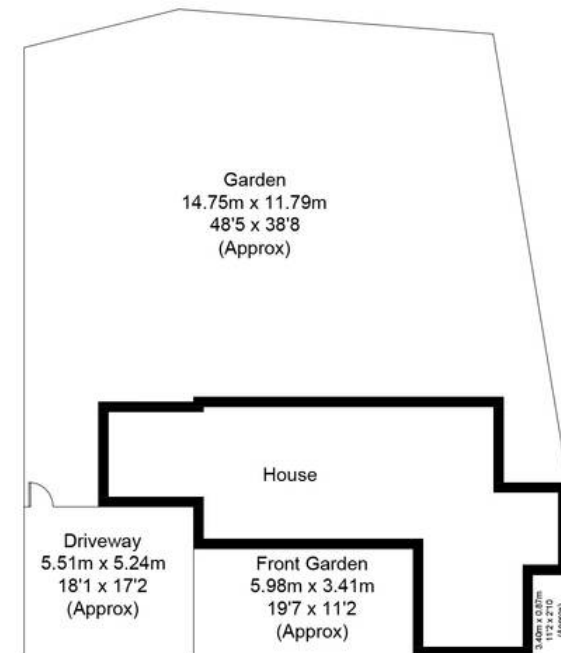 Garden
14.75m x 11.79m
48'5 x 38'8
(Approx)
House
Driveway
5.51m x 5.24m
18'1 x 17'2
(Approx)
Front Garden
5.98m x 3.41m
19'7 x 11'2
(Approx)
3.40m x 0.87m
11'2 x 2'10
(Approx)